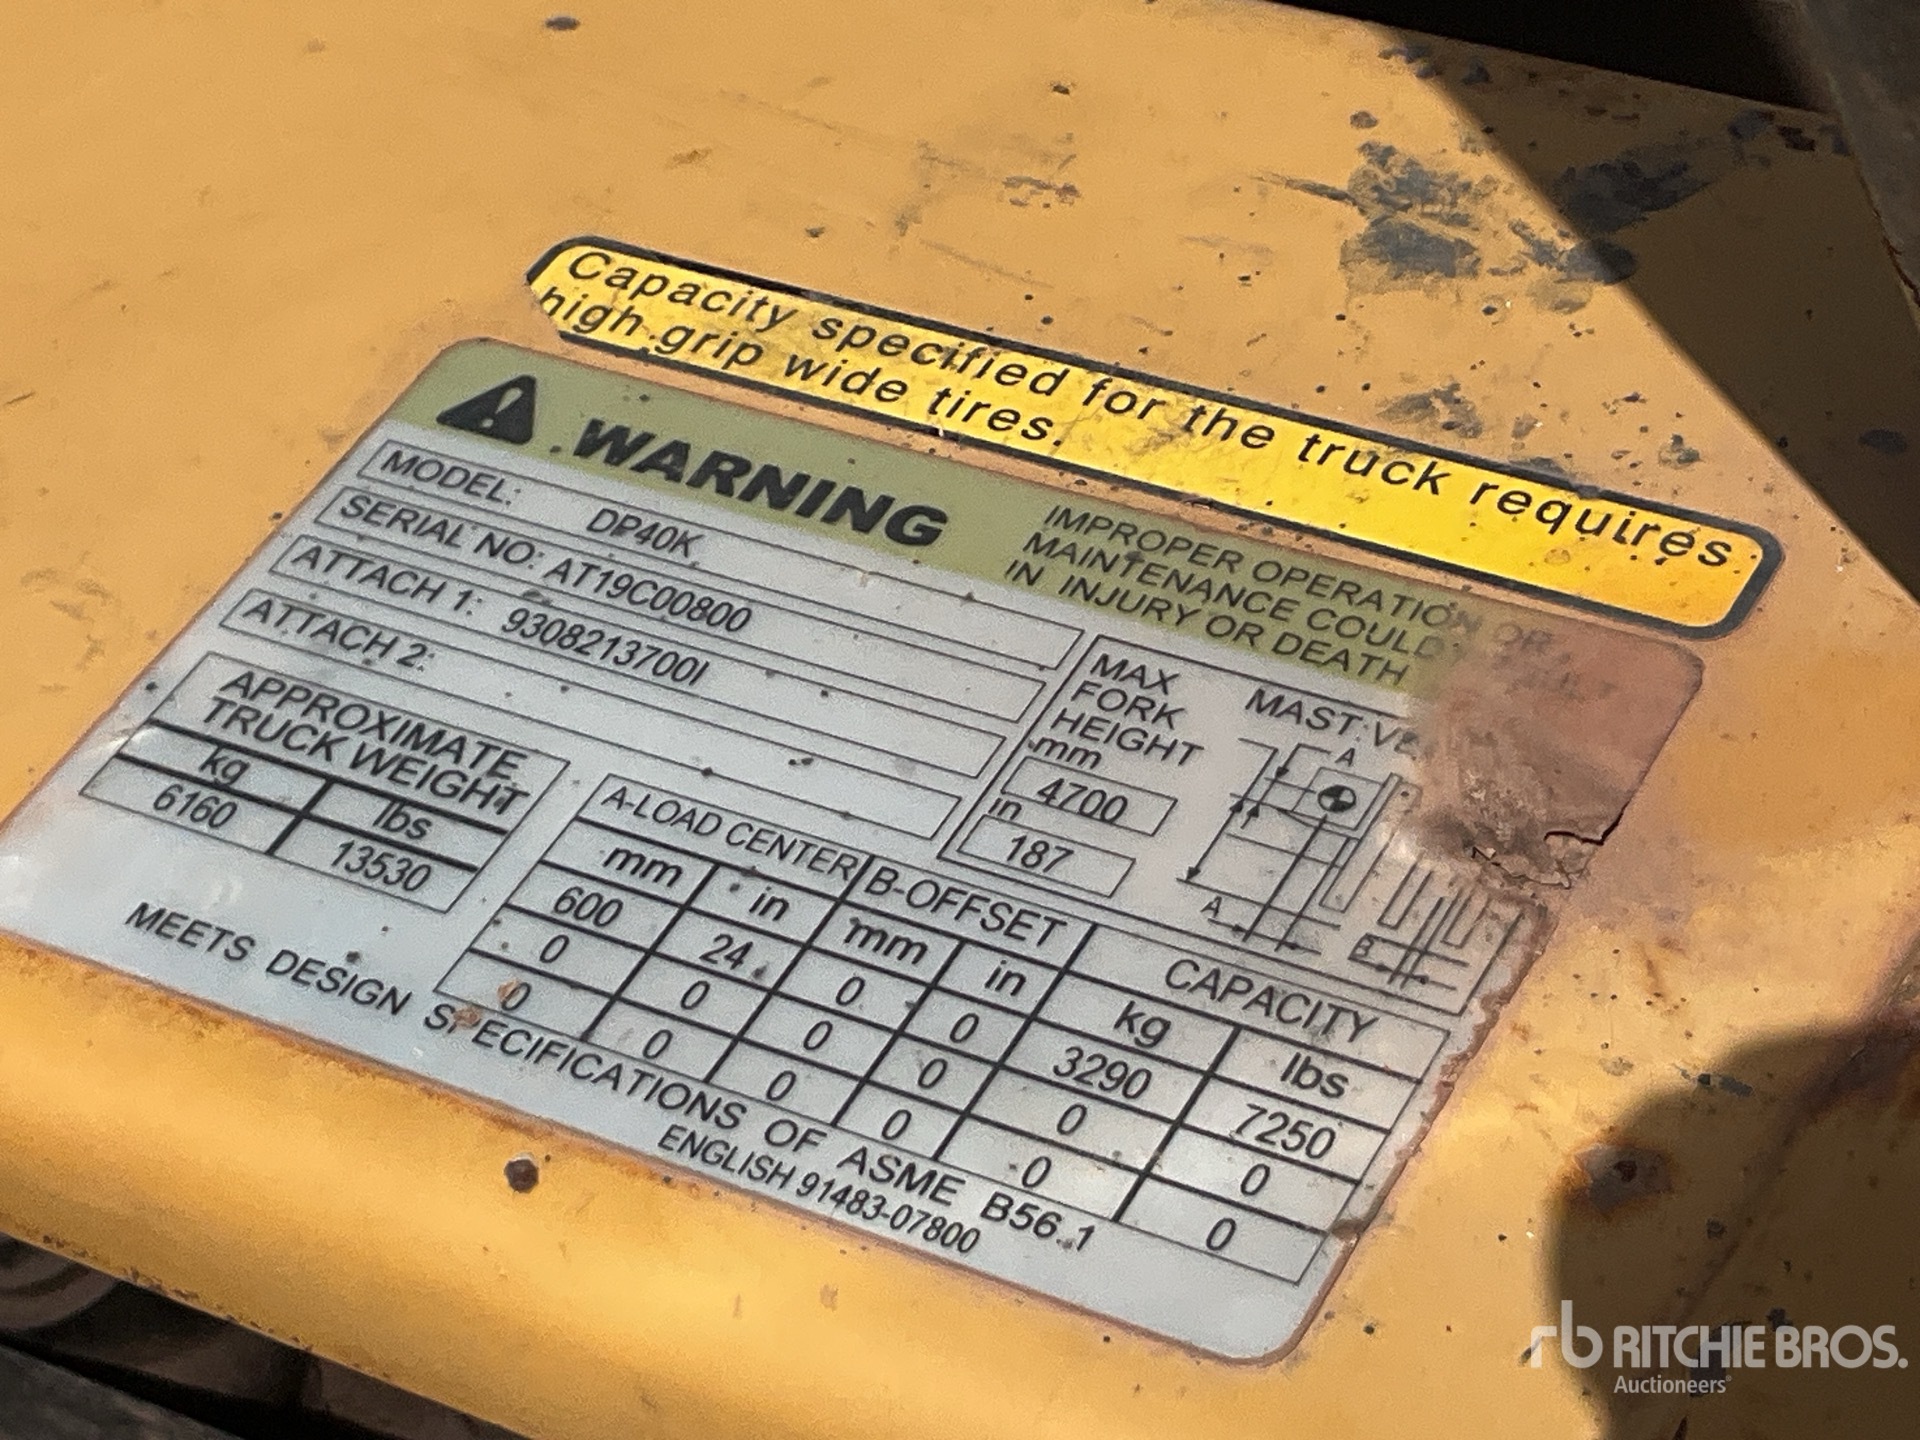 Capacity specified for the truck requires
high grip wide tires.
WARNING
IMPROPER OPERATION OR
MAINTENANCE COULD
IN INJURY OR DEATH
MODEL: DP40K
SERIAL NO: AT19C00800
ATTACH 1: 9308213700I
ATTACH 2:
MAX
FORK
HEIGHT
mm
4700
in
187
MAST
A
A
B
APPROXIMATE
TRUCK WEIGHT
kg lbs
6160 13530
A-LOAD CENTER B-OFFSET CAPACITY
mm in mm in kg lbs
600 24 0 0 3290 7250
0 0 0 0 0 0
0 0 0 0 0 0
MEETS DESIGN SPECIFICATIONS OF ASME B56.1
ENGLISH 91483-07800
rb RITCHIE BROS.
Auctioneers